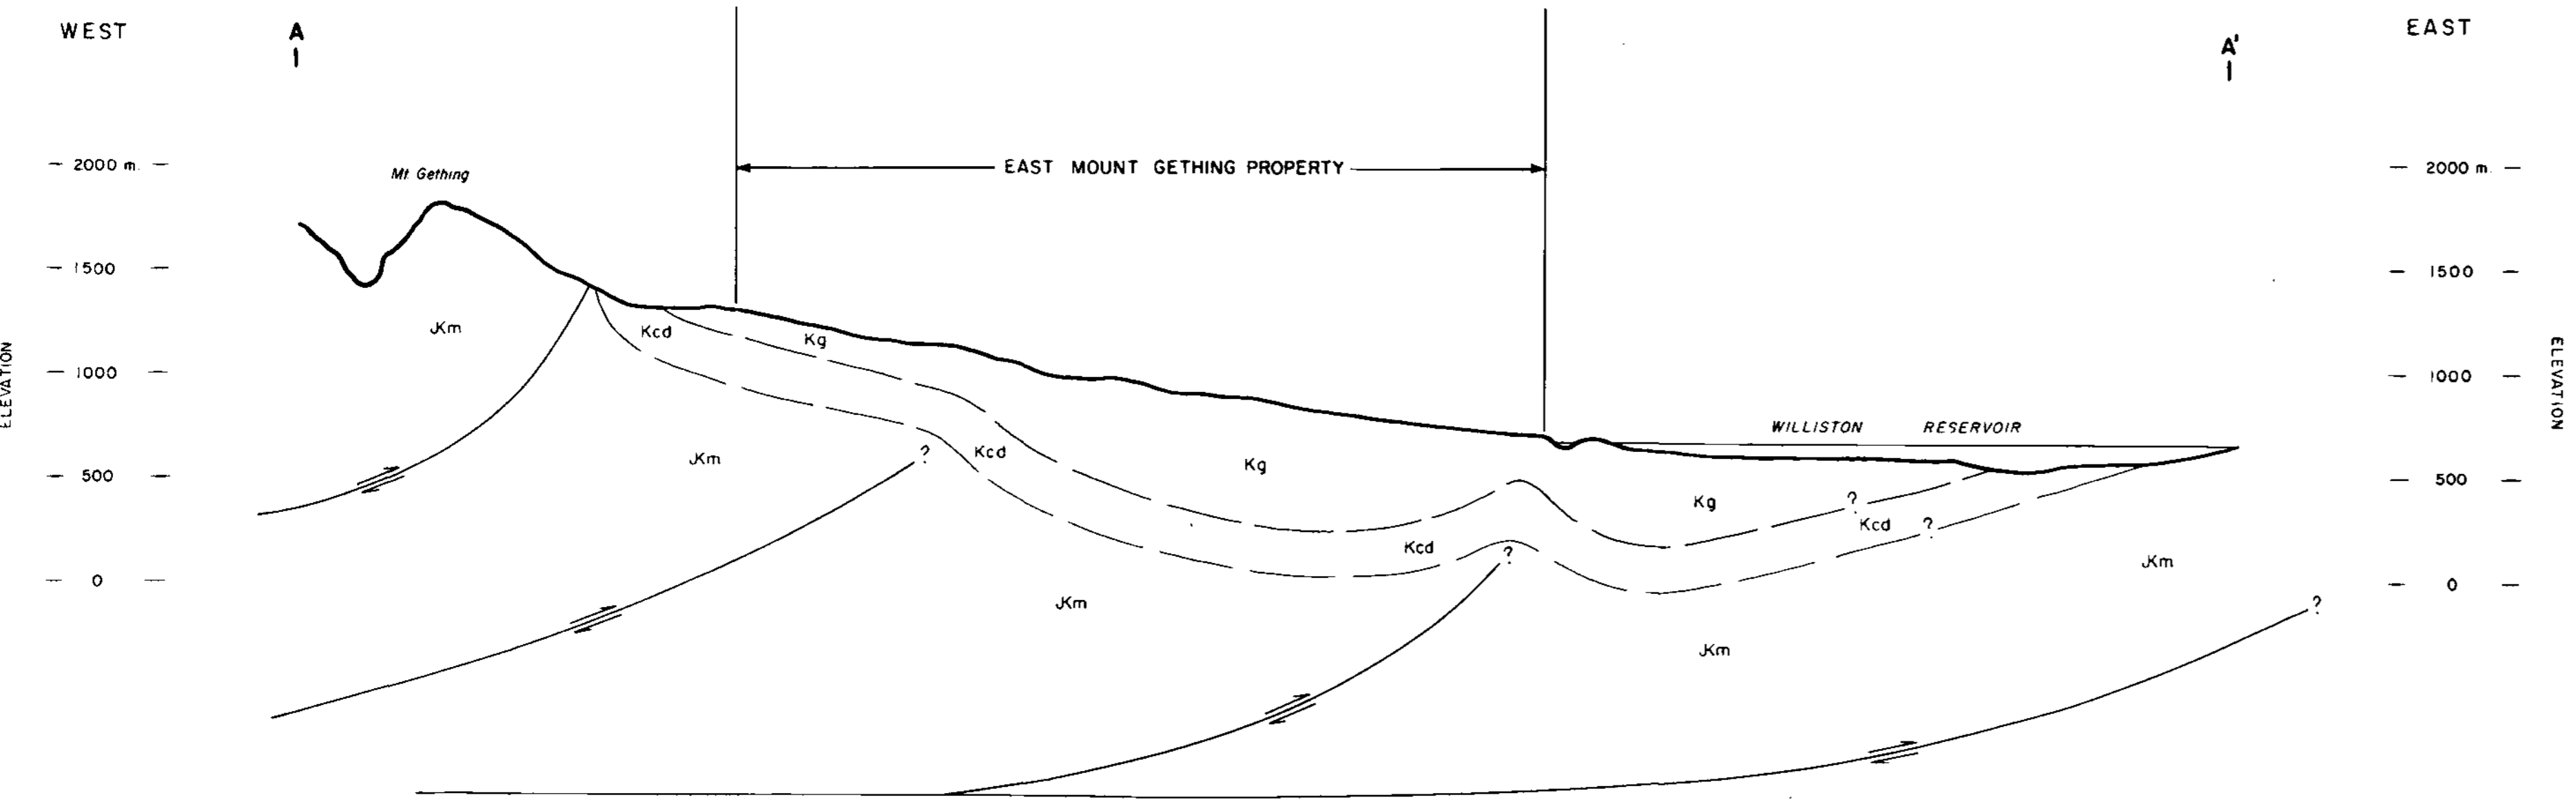 WEST
A
A'
EAST
2000 m.
EAST MOUNT GETHING PROPERTY
2000 m.
Mt. Gething
1500
1500
JKm
Kcd
Kg
ELEVATION
ELEVATION
1000
1000
WILLISTON RESERVOIR
JKm
?
Kcd
Kg
500
500
Kg
?
Kcd
?
Kcd
?
JKm
0
0
JKm
?
JKm